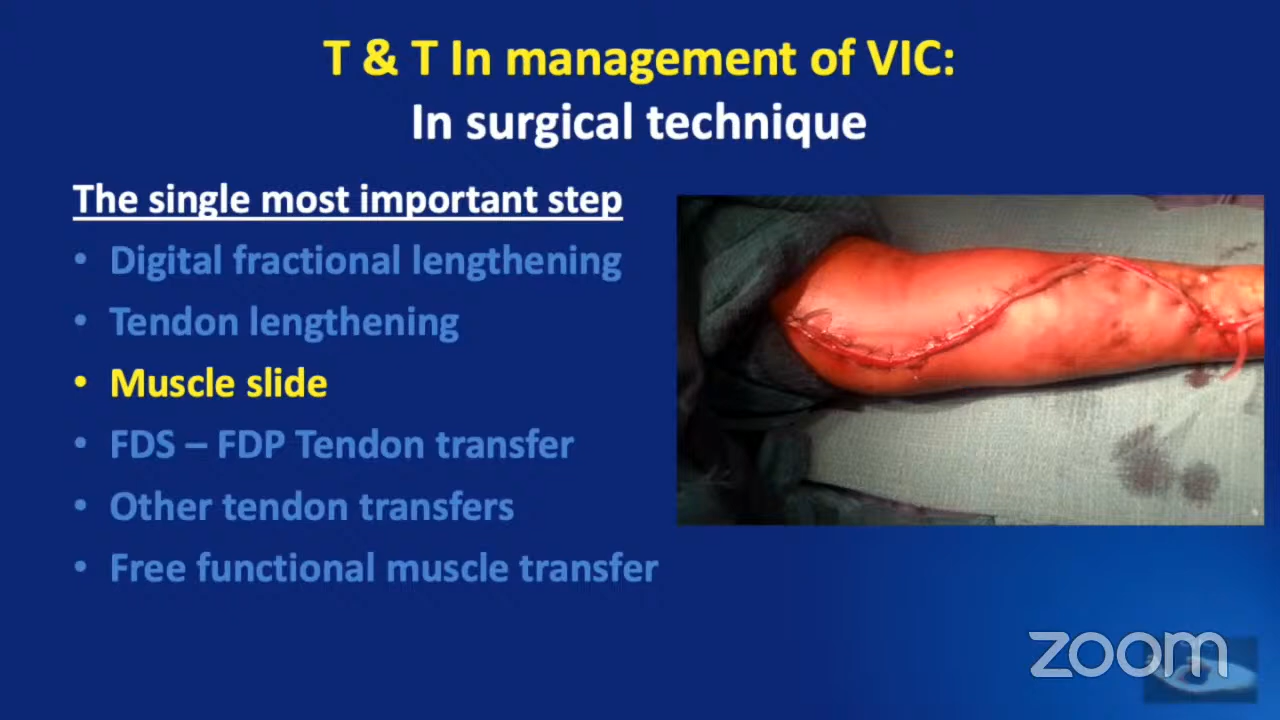 T & T In management of VIC:
In surgical technique
The single most important step
• Digital fractional lengthening
• Tendon lengthening
• Muscle slide
• FDS – FDP Tendon transfer
• Other tendon transfers
• Free functional muscle transfer
zoom